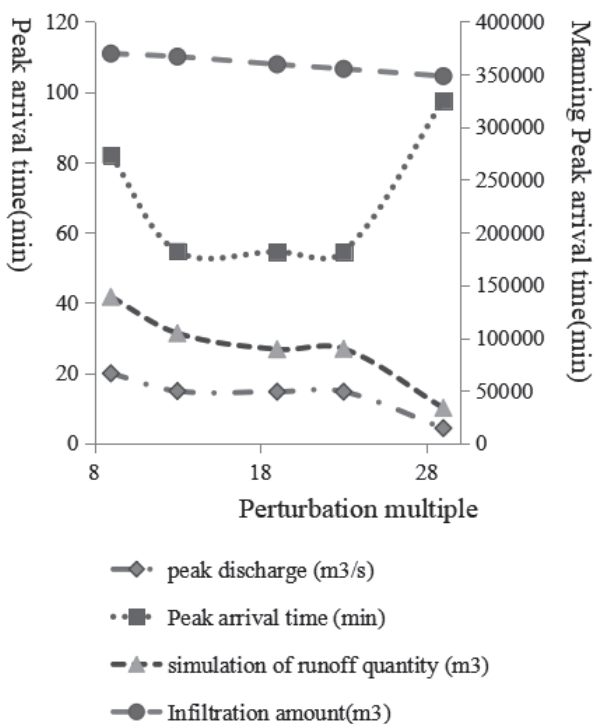 Peak arrival time(min)
120
100
80
60
40
20
0
400000
350000
300000
250000
200000
150000
100000
50000
0
Manning Peak arrival time(min)
8
18
28
Perturbation multiple
peak discharge (m3/s)
Peak arrival time (min)
simulation of runoff quantity (m3)
Infiltration amount(m3)